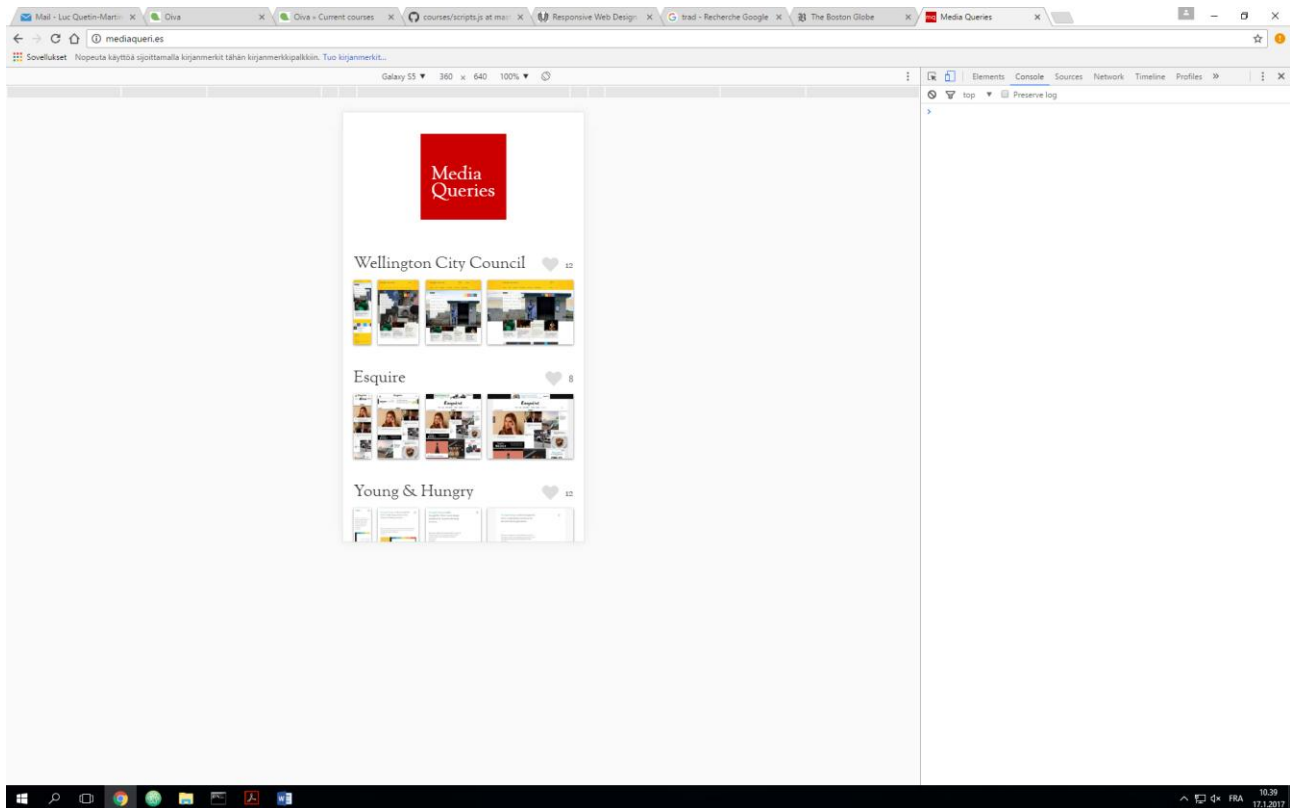 Mail - Luc Quetin-Martin
Oiva
Oiva – Current courses
courses/scripts.js at mas
Responsive Web Design
trad - Recherche Google
The Boston Globe
mq Media Queries
mediaqueri.es
Sovellukset Nopeuta käyttöä sijoittamalla kirjanmerkit tähän kirjanmerkkipalkkiin. Tuo kirjanmerkit...
Galaxy S5 ▼ 360 x 640 100% ▼
Elements Console Sources Network Timeline Profiles »
top ▼ Preserve log
>
Media
Queries
Wellington City Council 12
Esquire 8
Young & Hungry 12
FRA
10.39
17.1.2017